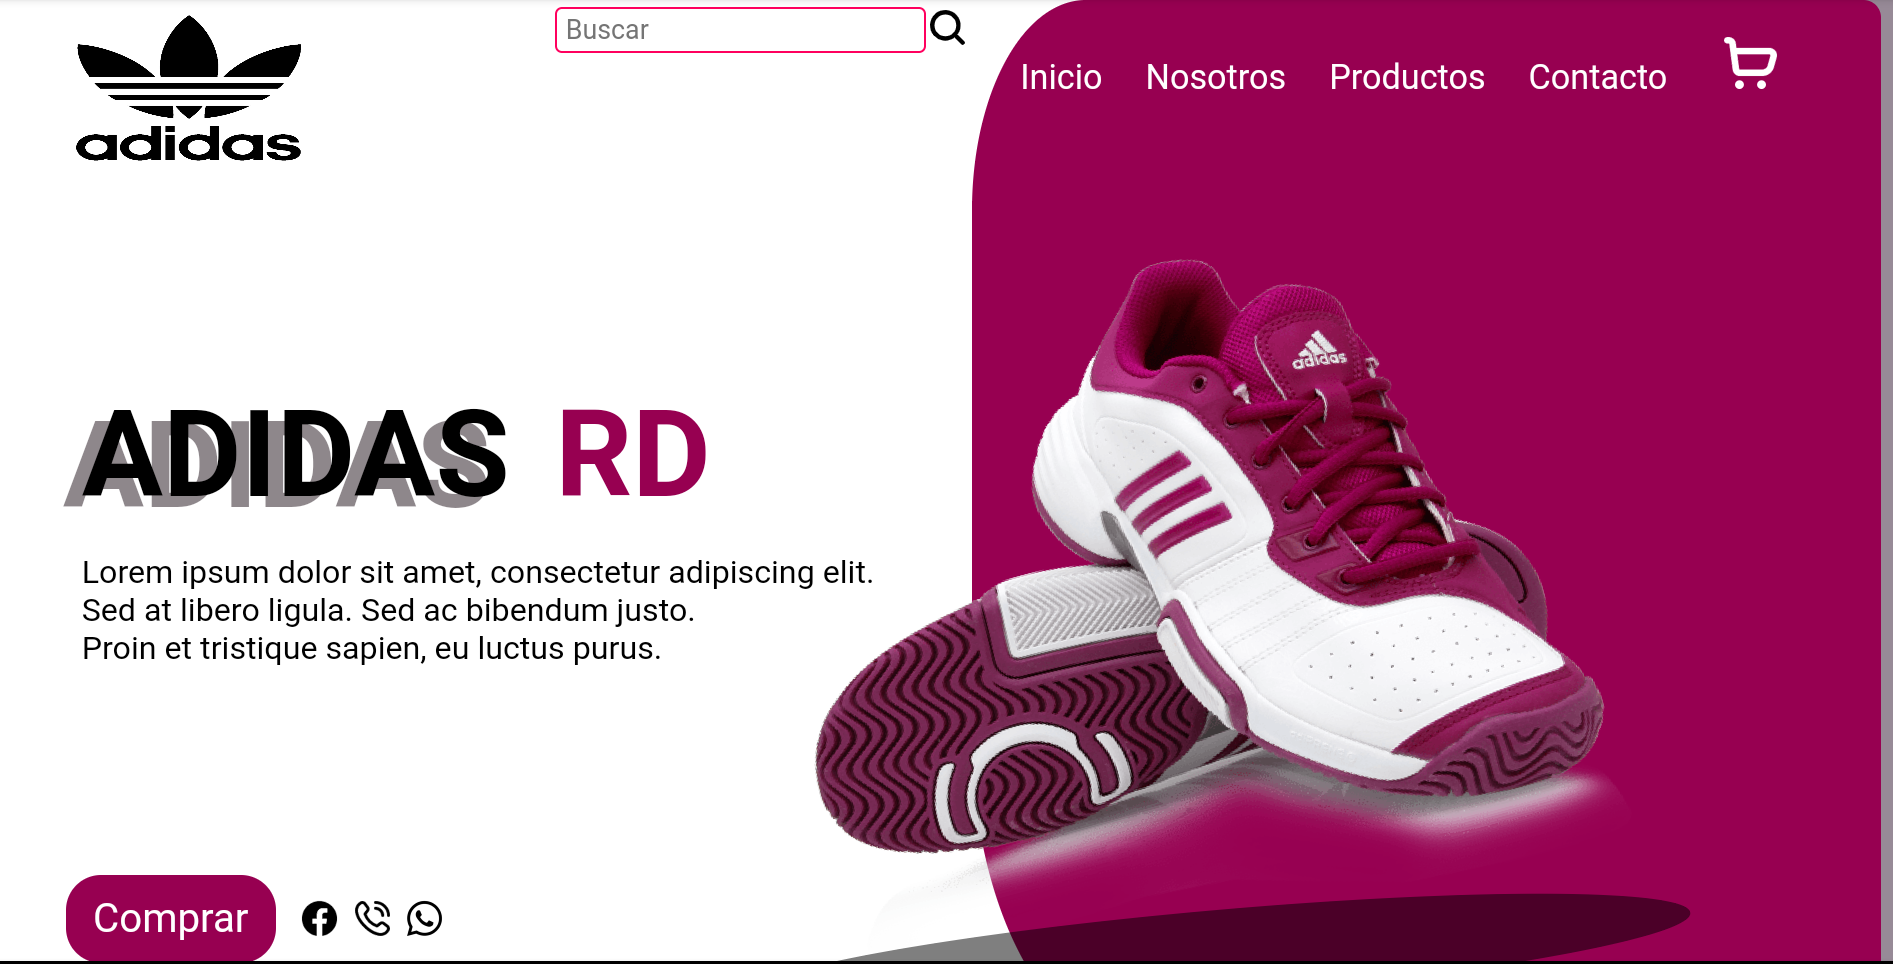 Buscar
adidas
Inicio Nosotros Productos Contacto
adidas
ADIDAS RD
Lorem ipsum dolor sit amet, consectetur adipiscing elit.
Sed at libero ligula. Sed ac bibendum justo.
Proin et tristique sapien, eu luctus purus.
Comprar